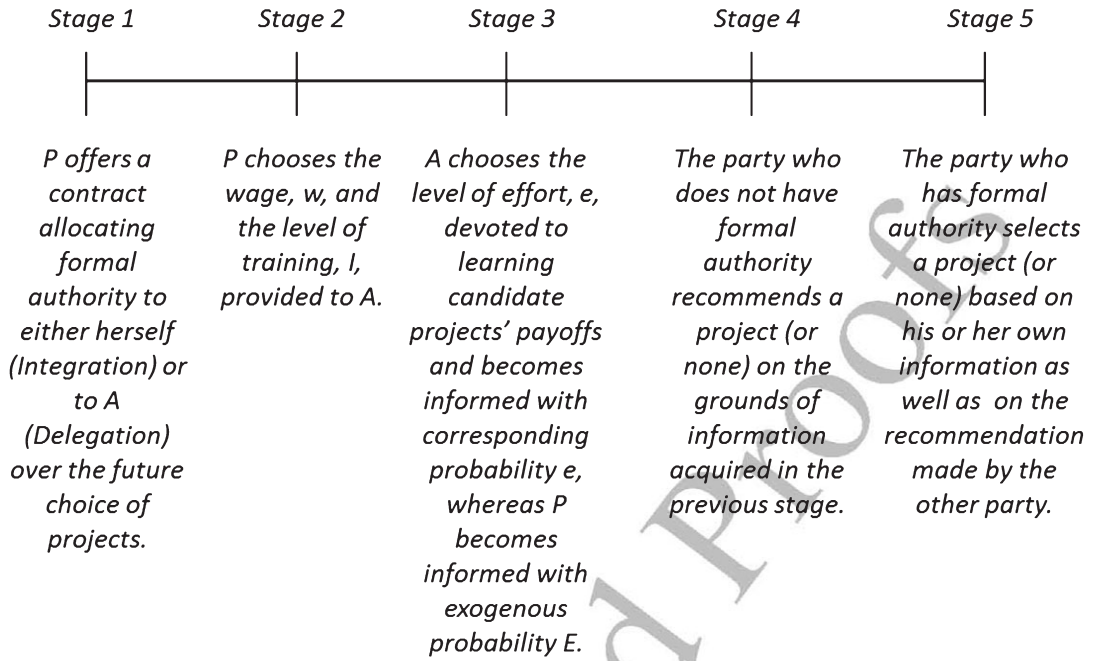 Stage 1
Stage 2
Stage 3
Stage 4
Stage 5
P offers a
contract
allocating
formal
authority to
either herself
(Integration) or
to A
(Delegation)
over the future
choice of
projects.
P chooses the
wage, w, and
the level of
training, I,
provided to A.
A chooses the
level of effort, e,
devoted to
learning
candidate
projects' payoffs
and becomes
informed with
corresponding
probability e,
whereas P
becomes
informed with
exogenous
probability E.
The party who
does not have
formal
authority
recommends a
project (or
none) on the
grounds of
information
acquired in the
previous stage.
The party who
has formal
authority selects
a project (or
none) based on
his or her own
information as
well as on the
recommendation
made by the
other party.
d Proofs